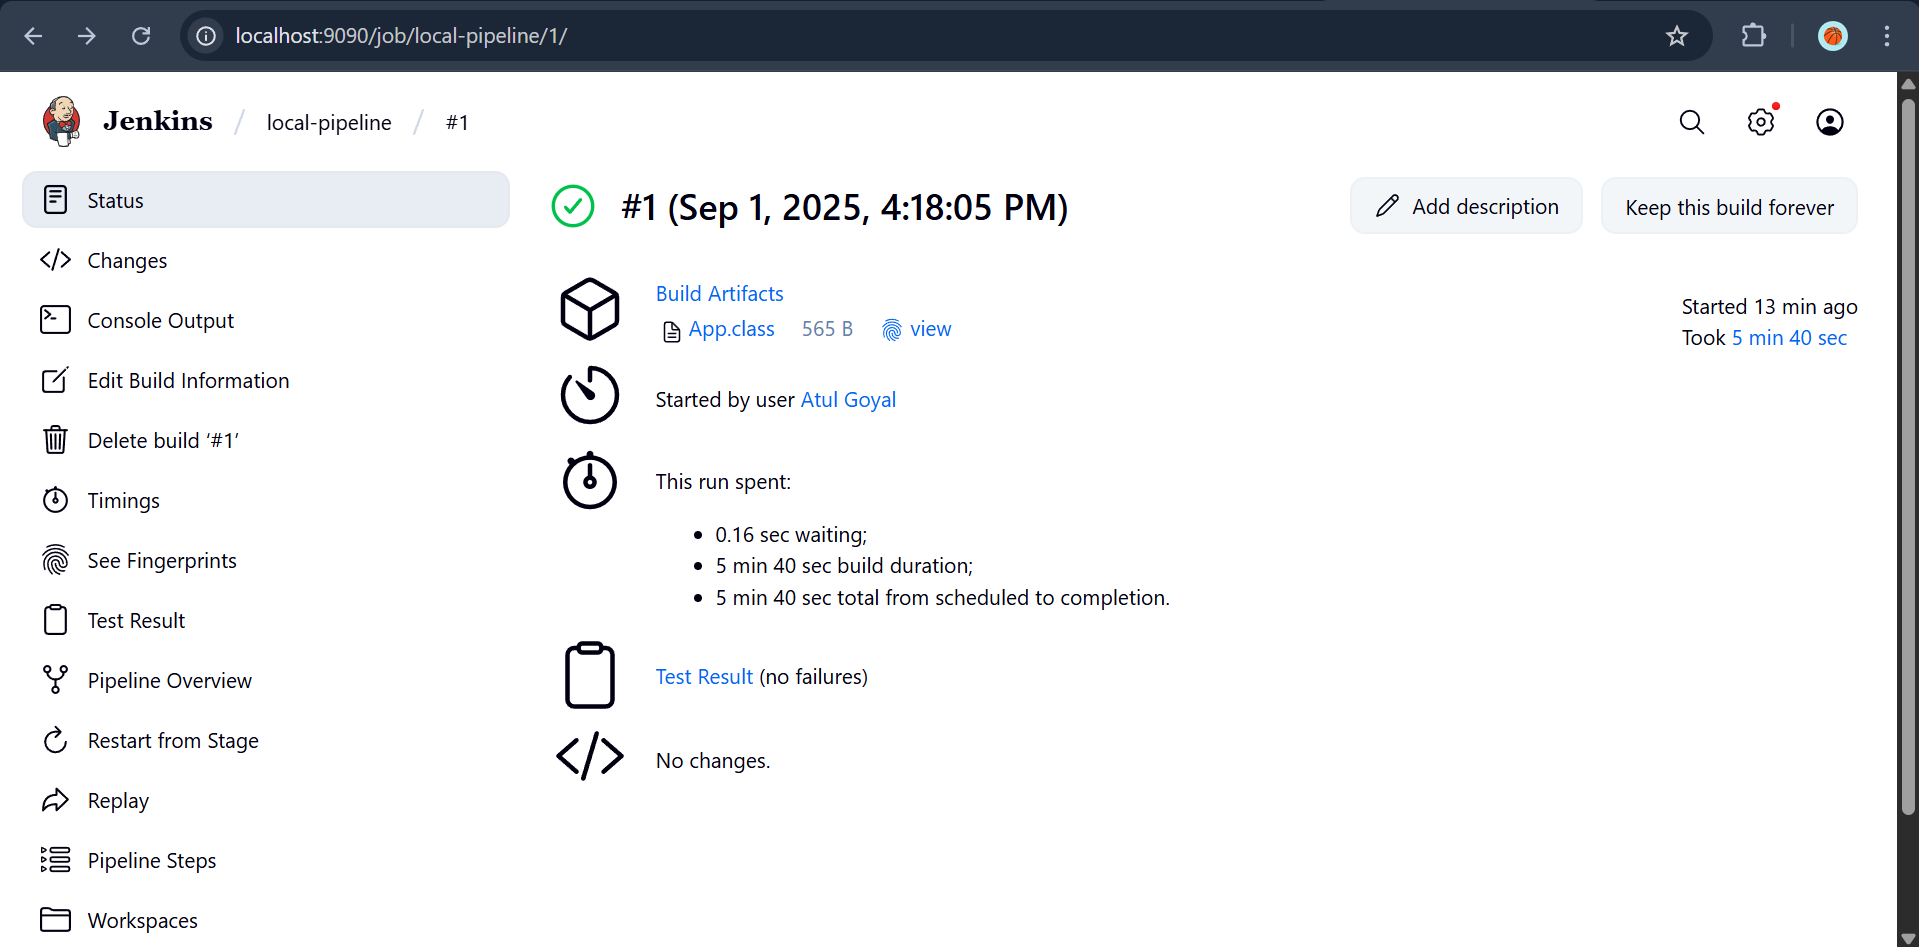 localhost:9090/job/local-pipeline/1/
Jenkins / local-pipeline / #1
Status
Changes
Console Output
Edit Build Information
Delete build ‘#1’
Timings
See Fingerprints
Test Result
Pipeline Overview
Restart from Stage
Replay
Pipeline Steps
Workspaces
#1 (Sep 1, 2025, 4:18:05 PM)
Add description
Keep this build forever
Build Artifacts
App.class 565 B view
Started 13 min ago
Took 5 min 40 sec
Started by user Atul Goyal
This run spent:
• 0.16 sec waiting;
• 5 min 40 sec build duration;
• 5 min 40 sec total from scheduled to completion.
Test Result (no failures)
No changes.